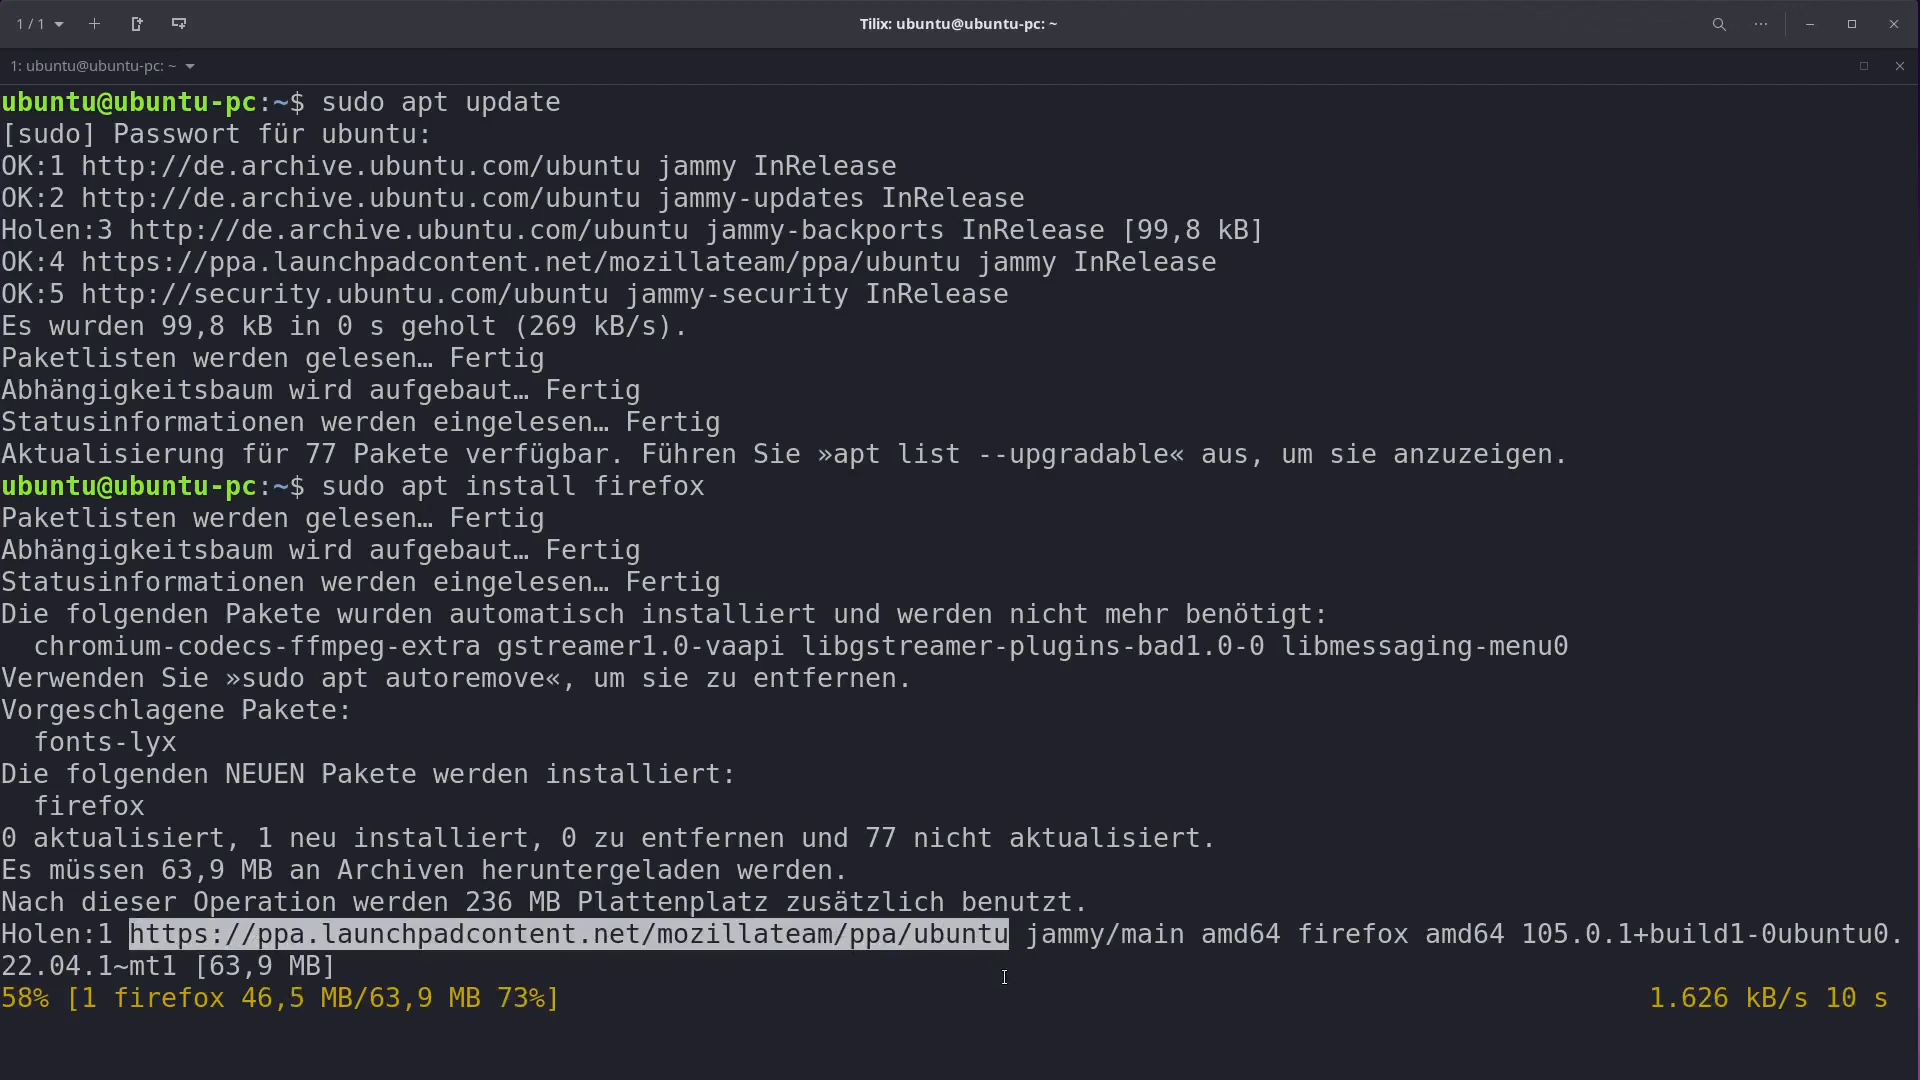 1 / 1
Tilix: ubuntu@ubuntu-pc: ~
1: ubuntu@ubuntu-pc: ~
ubuntu@ubuntu-pc:~$ sudo apt update
[sudo] Passwort für ubuntu:
OK:1 http://de.archive.ubuntu.com/ubuntu jammy InRelease
OK:2 http://de.archive.ubuntu.com/ubuntu jammy-updates InRelease
Holen:3 http://de.archive.ubuntu.com/ubuntu jammy-backports InRelease [99,8 kB]
OK:4 https://ppa.launchpadcontent.net/mozillateam/ppa/ubuntu jammy InRelease
OK:5 http://security.ubuntu.com/ubuntu jammy-security InRelease
Es wurden 99,8 kB in 0 s geholt (269 kB/s).
Paketlisten werden gelesen… Fertig
Abhängigkeitsbaum wird aufgebaut… Fertig
Statusinformationen werden eingelesen… Fertig
Aktualisierung für 77 Pakete verfügbar. Führen Sie »apt list --upgradable« aus, um sie anzuzeigen.
ubuntu@ubuntu-pc:~$ sudo apt install firefox
Paketlisten werden gelesen… Fertig
Abhängigkeitsbaum wird aufgebaut… Fertig
Statusinformationen werden eingelesen… Fertig
Die folgenden Pakete wurden automatisch installiert und werden nicht mehr benötigt:
  chromium-codecs-ffmpeg-extra gstreamer1.0-vaapi libgstreamer-plugins-bad1.0-0 libmessaging-menu0
Verwenden Sie »sudo apt autoremove«, um sie zu entfernen.
Vorgeschlagene Pakete:
  fonts-lyx
Die folgenden NEUEN Pakete werden installiert:
  firefox
0 aktualisiert, 1 neu installiert, 0 zu entfernen und 77 nicht aktualisiert.
Es müssen 63,9 MB an Archiven heruntergeladen werden.
Nach dieser Operation werden 236 MB Plattenplatz zusätzlich benutzt.
Holen:1 https://ppa.launchpadcontent.net/mozillateam/ppa/ubuntu jammy/main amd64 firefox amd64 105.0.1+build1-0ubuntu0.
22.04.1~mt1 [63,9 MB]
58% [1 firefox 46,5 MB/63,9 MB 73%] 1.626 kB/s 10 s